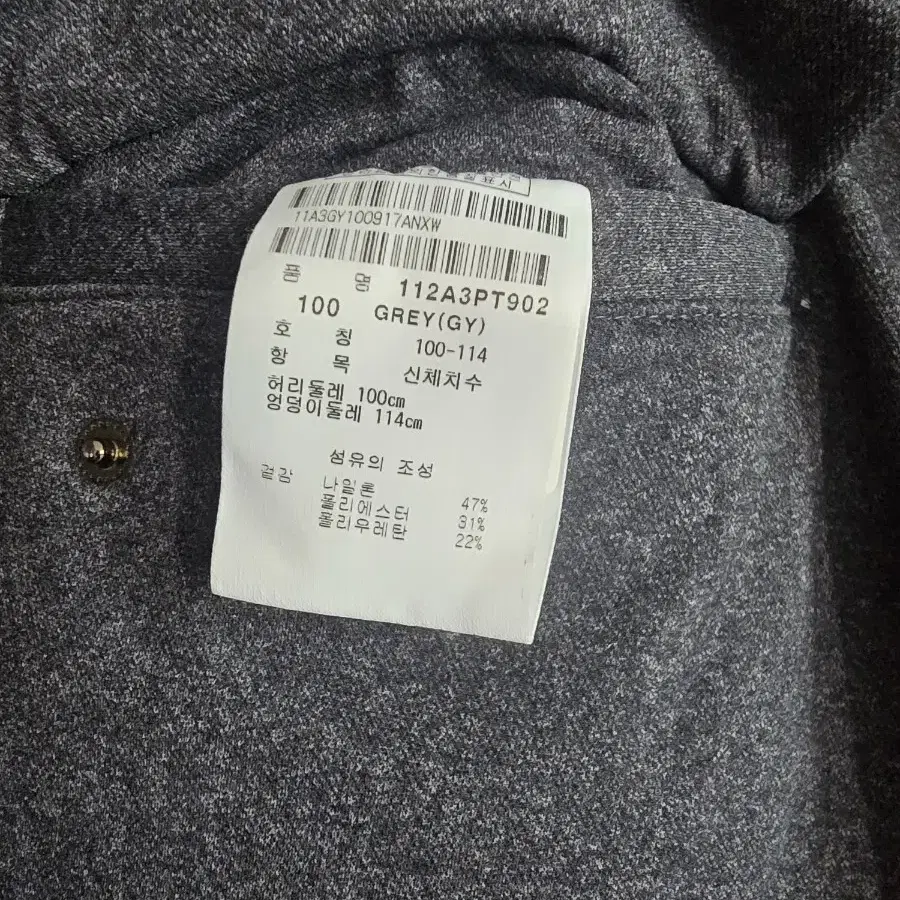 표시
11A3GY100917ANXW
품 명 112A3PT902
100 GREY(GY)
호 칭 100-114
항 목 신체치수
허리둘레 100cm
엉덩이둘레 114cm
섬유의 조성
겉감 나일론 47%
폴리에스터 31%
폴리우레탄 22%